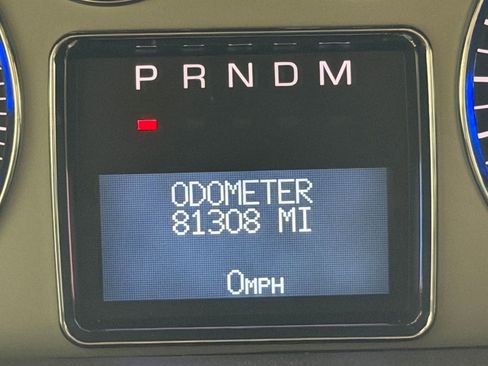 P R N D M
ODOMETER
81308 MI
0MPH